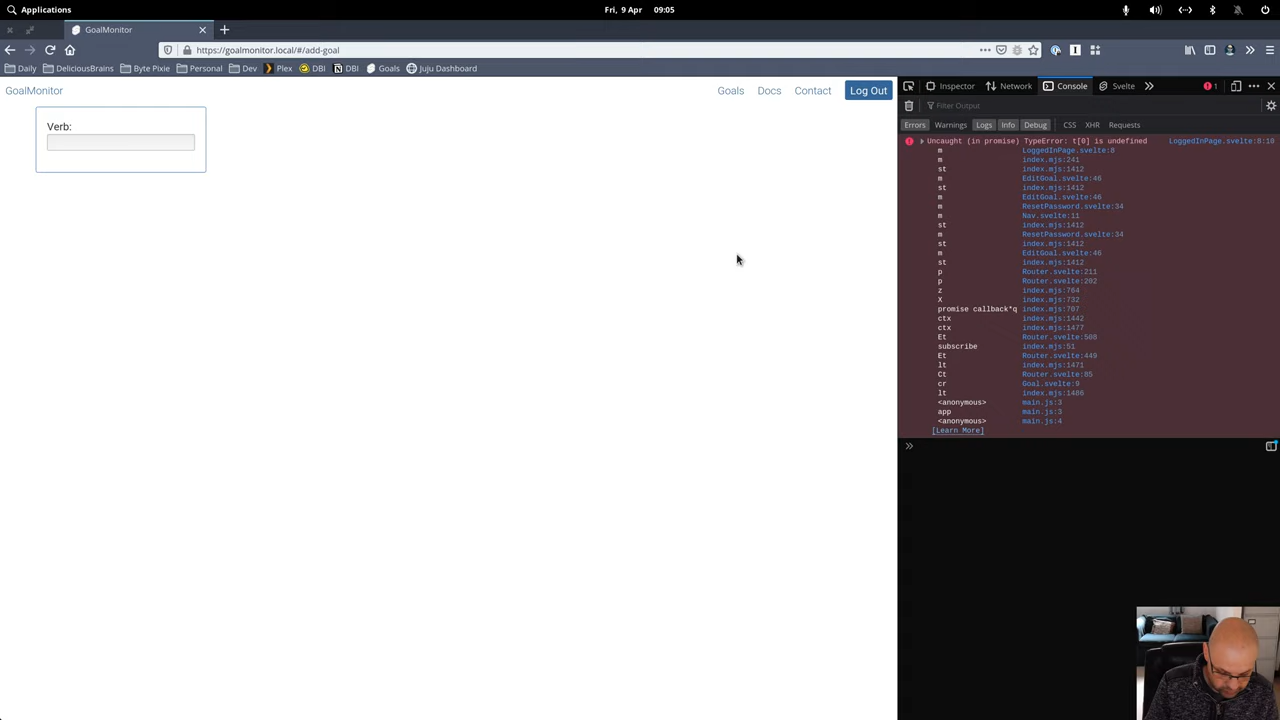 Applications
Fri, 9 Apr 09:05
GoalMonitor
https://goalmonitor.local/#/add-goal
Daily DeliciousBrains Byte Pixie Personal Dev Plex DBI DBI Goals Juju Dashboard
GoalMonitor Goals Docs Contact Log Out
Verb:
Inspector Network Console Svelte 1
Filter Output
Errors Warnings Logs Info Debug CSS XHR Requests
Uncaught (in promise) TypeError: t[0] is undefined LoggedInPage.svelte:8:10
m LoggedInPage.svelte:8
m index.mjs:241
st index.mjs:1412
m EditGoal.svelte:46
st index.mjs:1412
m EditGoal.svelte:46
m ResetPassword.svelte:34
m Nav.svelte:11
st index.mjs:1412
m ResetPassword.svelte:34
st index.mjs:1412
m EditGoal.svelte:46
st index.mjs:1412
p Router.svelte:211
p Router.svelte:202
z index.mjs:764
X index.mjs:732
promise callback*q index.mjs:707
ctx index.mjs:1442
ctx index.mjs:1477
Et Router.svelte:508
subscribe index.mjs:51
Et Router.svelte:449
lt index.mjs:1471
Ct Router.svelte:85
cr Goal.svelte:9
lt index.mjs:1486
<anonymous> main.js:3
app main.js:3
<anonymous> main.js:4
[Learn More]